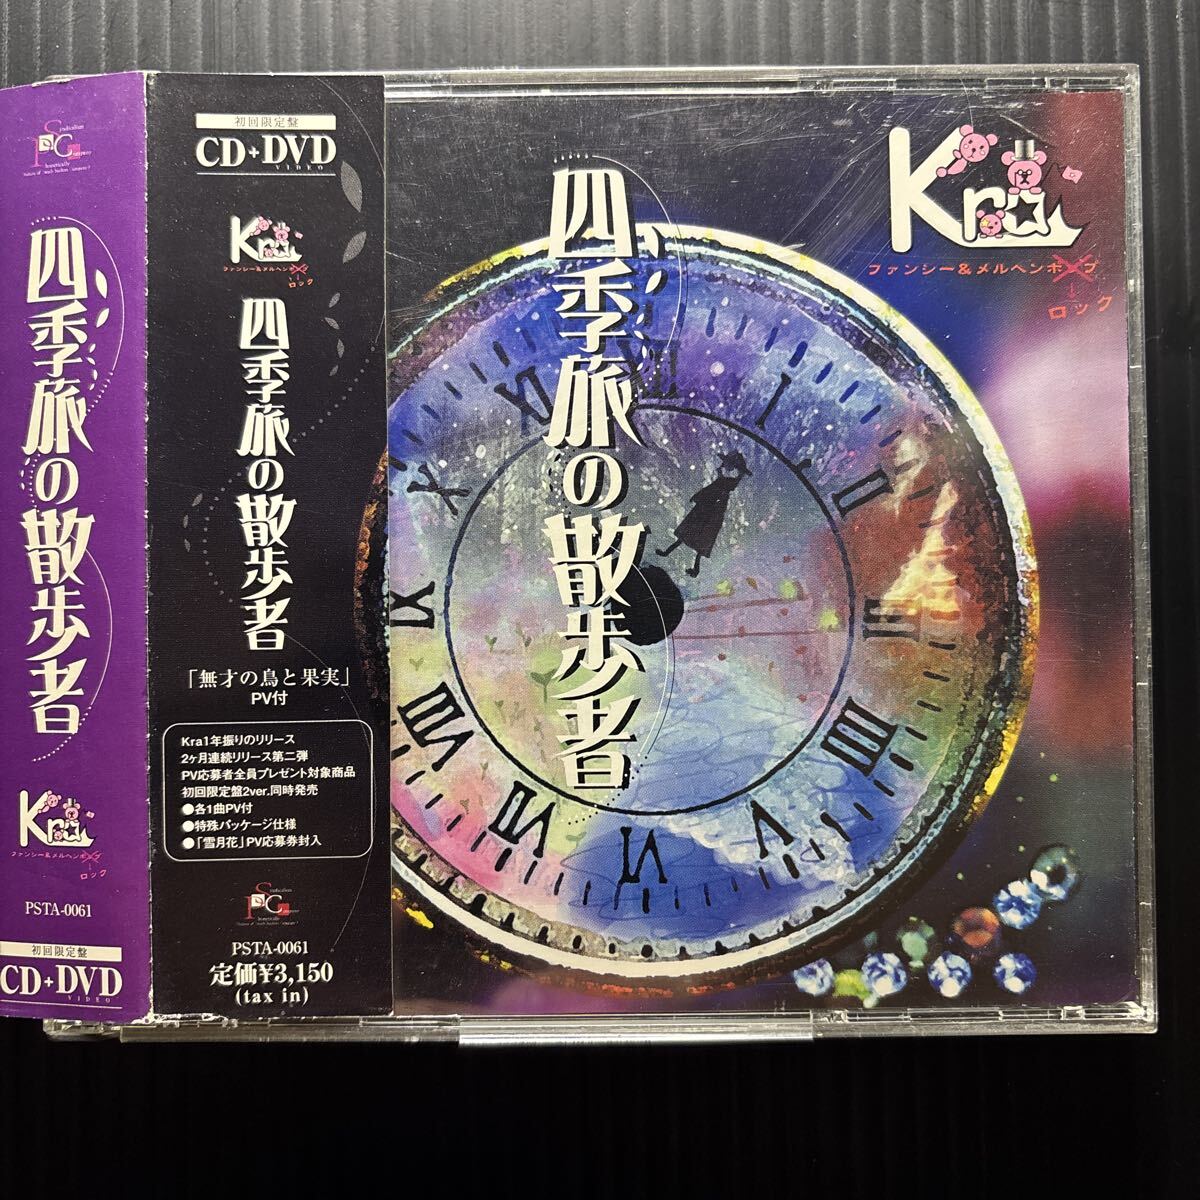 四季旅の散歩者
Kra
ファンシー&メルヘンポップ
↓
ロック
PSTA-0061
初回限定盤
CD+DVD
VIDEO
初回限定盤
CD+DVD
VIDEO
Kra
ファンシー&メルヘンポップ
↓
ロック
四季旅の散歩者
「無才の鳥と果実」
PV付
Kra1年振りのリリース
2ヶ月連続リリース第二弾
PV応募者全員プレゼント対象商品
初回限定盤2ver.同時発売
●各1曲PV付
●特殊パッケージ仕様
●「雪月花」PV応募券封入
PSTA-0061
定価¥3,150
(tax in)
Kra
ファンシー&メルヘンポップ
↓
ロック
四季旅の散歩者
XII
I
II
III
IIII
V
VI
VII
VIII
IX
X
XI